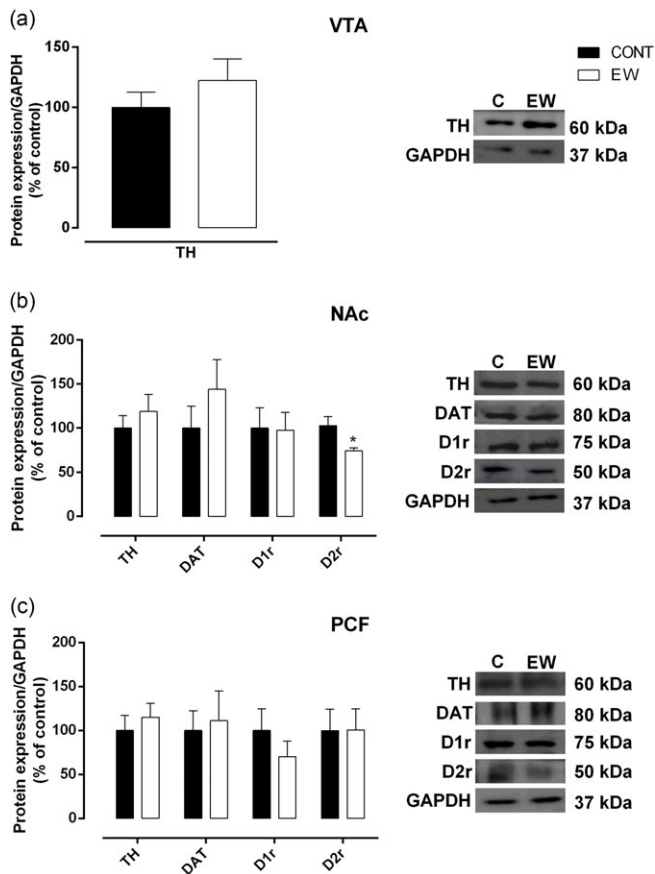 (a)
VTA
Protein expression/GAPDH
(% of control)
150
100
50
0
TH
CONT
EW
C EW
TH 60 kDa
GAPDH 37 kDa
(b)
NAc
Protein expression/GAPDH
(% of control)
200
150
100
50
0
*
TH DAT D1r D2r
C EW
TH 60 kDa
DAT 80 kDa
D1r 75 kDa
D2r 50 kDa
GAPDH 37 kDa
(c)
PCF
Protein expression/GAPDH
(% of control)
200
150
100
50
0
TH DAT D1r D2r
C EW
TH 60 kDa
DAT 80 kDa
D1r 75 kDa
D2r 50 kDa
GAPDH 37 kDa